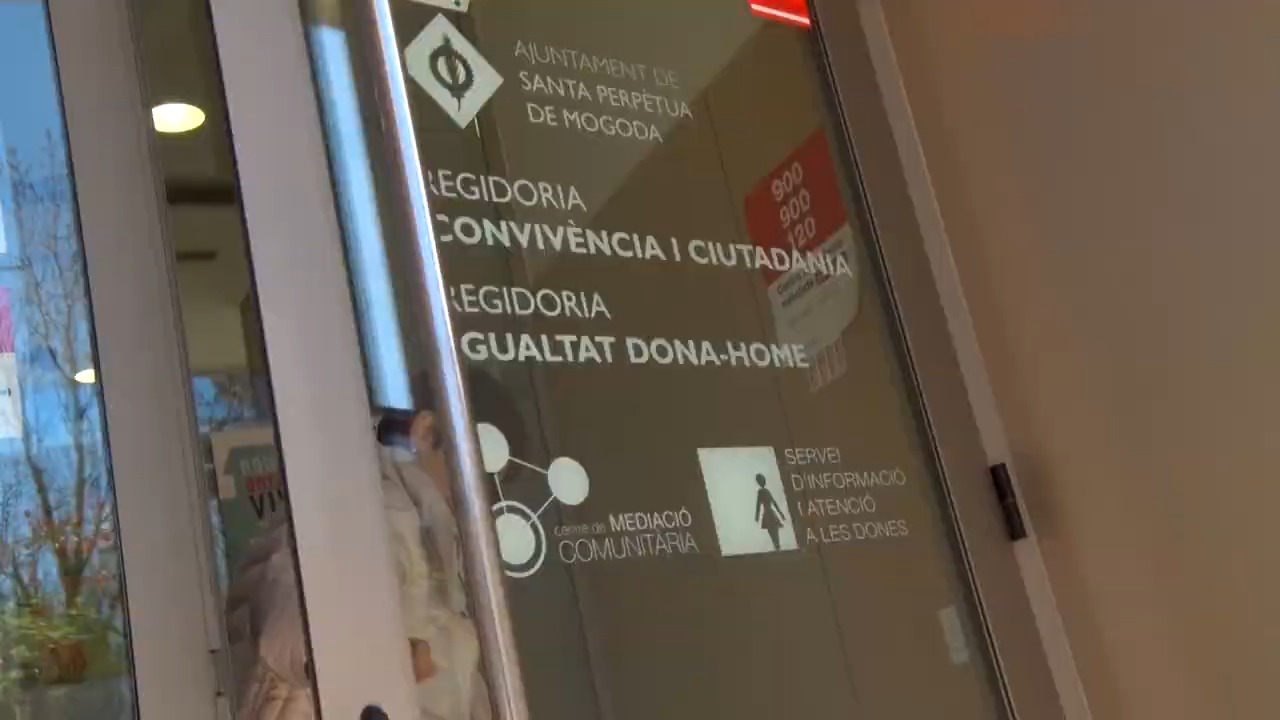 AJUNTAMENT DE
SANTA PERPÈTUA
DE MOGODA
REGIDORIA
CONVIVÈNCIA I CIUTADANIA
REGIDORIA
IGUALTAT DONA-HOME
900
900
120
centre de MEDIACIÓ
COMUNITÀRIA
SERVEI
D'INFORMACIÓ
I ATENCIÓ
A LES DONES